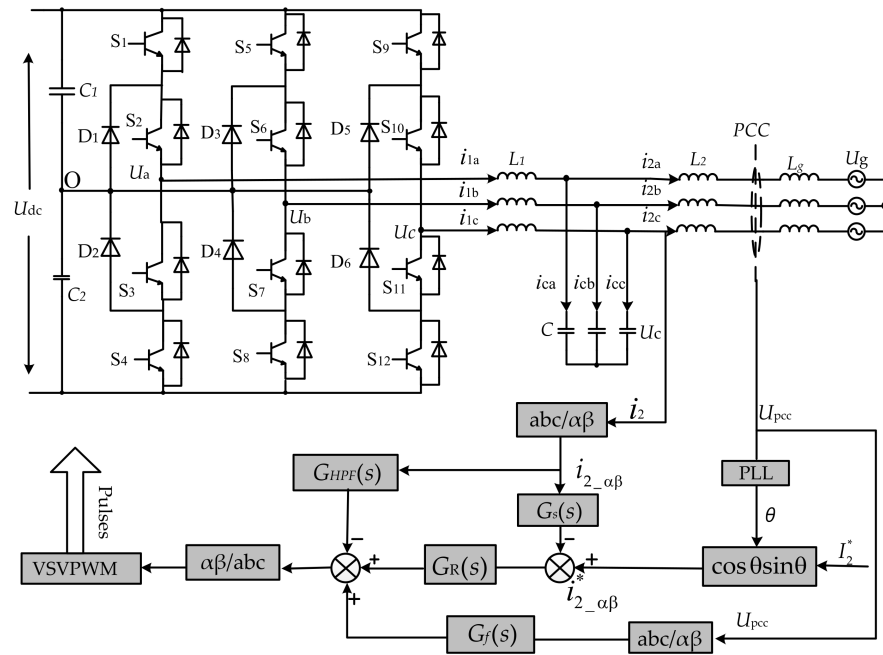 S1
S5
S9
C1
D1
S2
D3
S6
D5
S10
O
Ua
Udc
Ub
Uc
i1a
i1b
i1c
L1
i2a
i2b
i2c
L2
PCC
Lg
Ug
D2
S3
D4
S7
D6
S11
C2
S4
S8
S12
ica
icb
icc
C
Uc
abc/αβ
i2
Upcc
GHPF(s)
i2_αβ
PLL
Pulses
Gs(s)
θ
−
−
VSVPWM
αβ/abc
+
GR(s)
+
cos θsinθ
I2*
i*2_αβ
+
Gf(s)
abc/αβ
Upcc